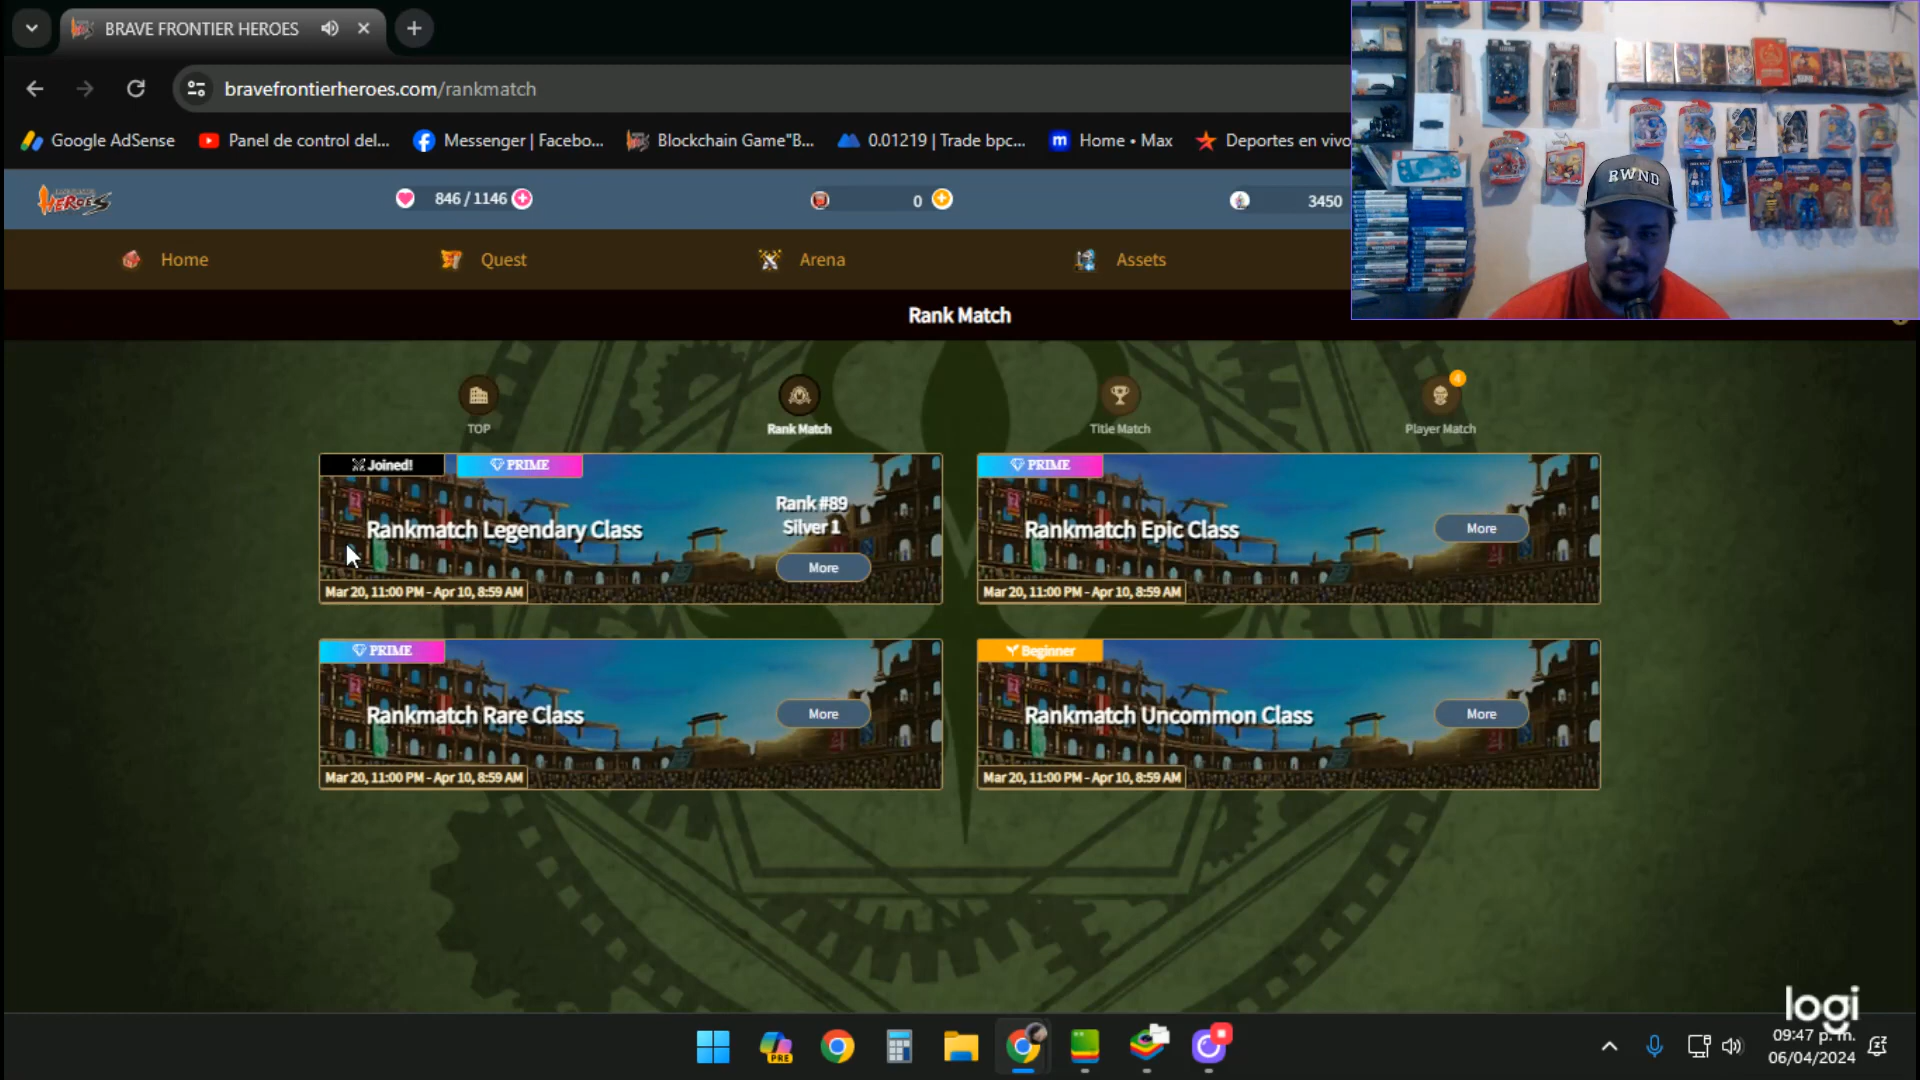 BRAVE FRONTIER HEROES
bravefrontierheroes.com/rankmatch
Google AdSense
Panel de control del...
Messenger | Facebo...
Blockchain Game"B...
0.01219 | Trade bpc...
Home • Max
Deportes en vivo
HEROES
846 / 1146
0
3450
RWND
Home
Quest
Arena
Assets
Rank Match
TOP
Rank Match
Title Match
4
Player Match
Joined!
PRIME
Rankmatch Legendary Class
Rank #89
Silver 1
More
Mar 20, 11:00 PM - Apr 10, 8:59 AM
PRIME
Rankmatch Epic Class
More
Mar 20, 11:00 PM - Apr 10, 8:59 AM
PRIME
Rankmatch Rare Class
More
Mar 20, 11:00 PM - Apr 10, 8:59 AM
Beginner
Rankmatch Uncommon Class
More
Mar 20, 11:00 PM - Apr 10, 8:59 AM
logi
PRE
09:47 p. m.
06/04/2024